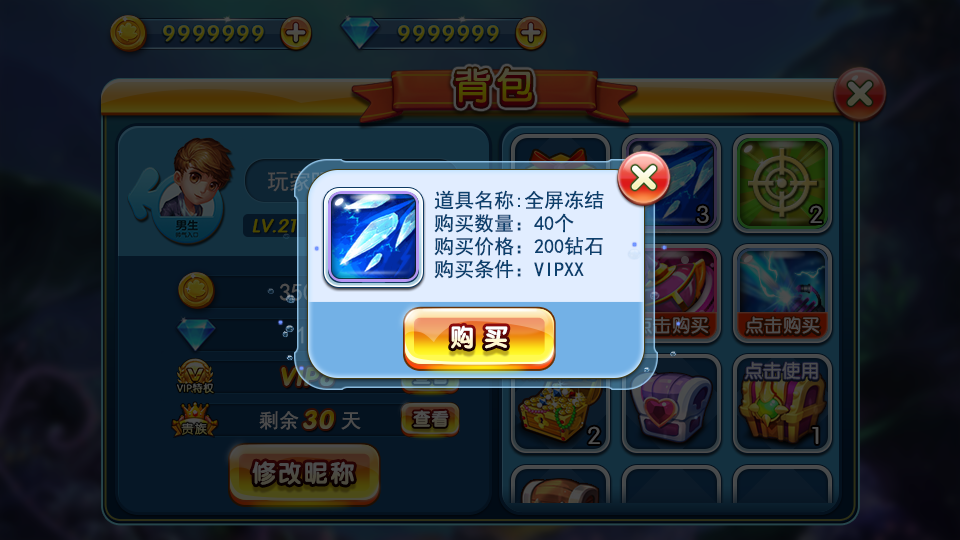 9999999
9999999
背包
玩家
男生
LV.21
道具名称:全屏冻结
购买数量: 40个
购买价格: 200钻石
购买条件: VIPXX
购买
3
2
点击购买
点击购买
VIP特权
贵族
剩余30天
查看
修改昵称
2
点击使用
1